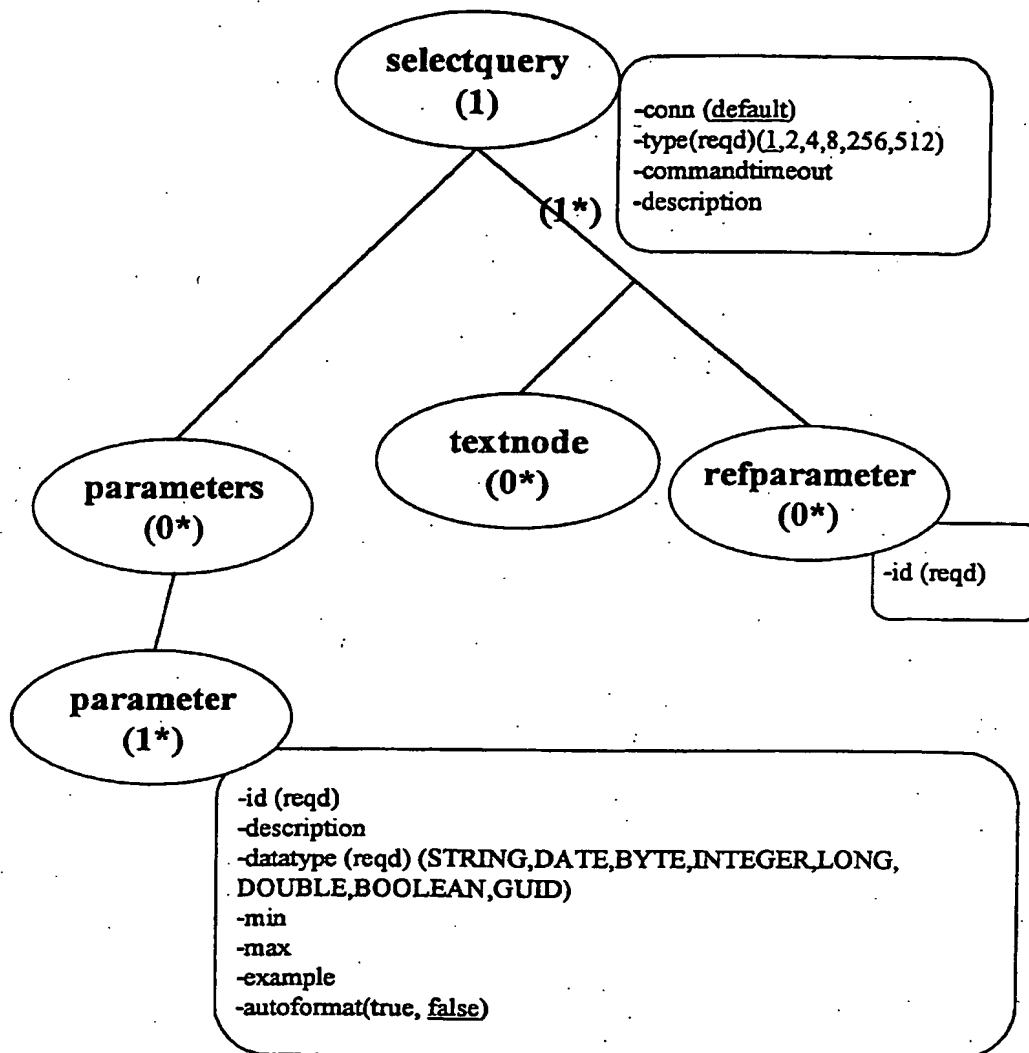 selectquery
(1)
-conn (default)
-type(reqd)(1,2,4,8,256,512)
-commandtimeout
-description
(1*)
textnode
(0*)
parameters
(0*)
refparameter
(0*)
-id (reqd)
parameter
(1*)
-id (reqd)
-description
-datatype (reqd) (STRING,DATE,BYTE,INTEGER,LONG,
DOUBLE,BOOLEAN,GUID)
-min
-max
-example
-autoformat(true, false)